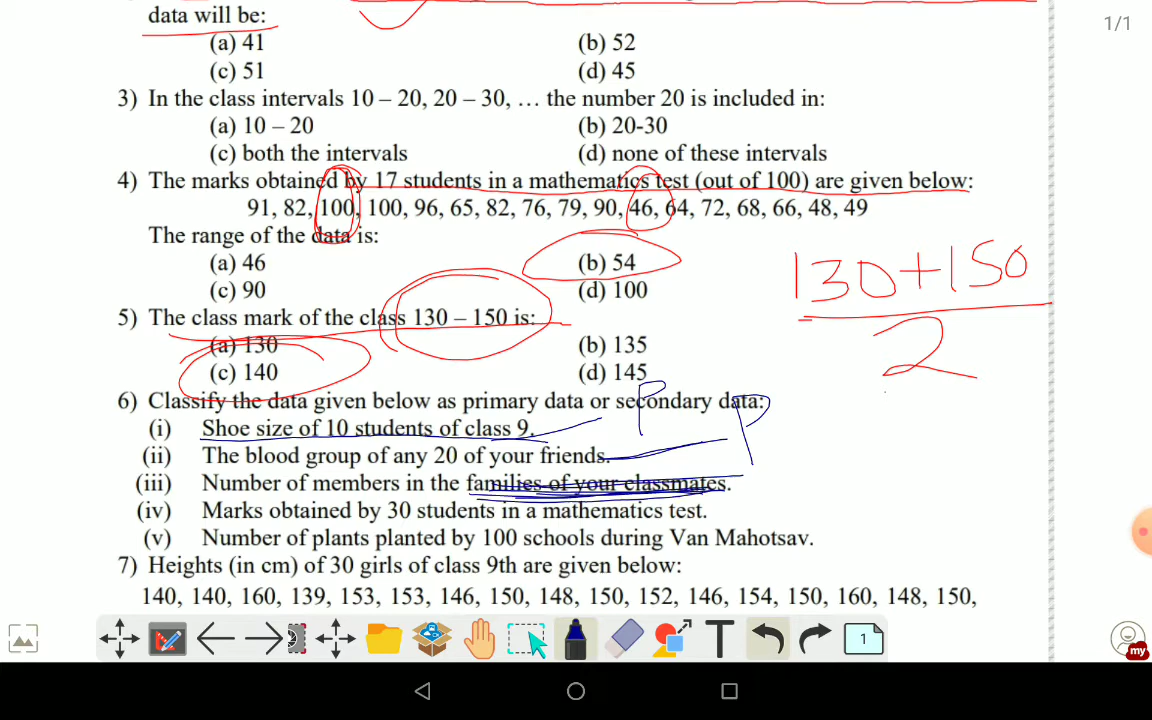 data will be:
(a) 41 (b) 52
(c) 51 (d) 45
1/1
3) In the class intervals 10 – 20, 20 – 30, … the number 20 is included in:
(a) 10 – 20 (b) 20-30
(c) both the intervals (d) none of these intervals
4) The marks obtained by 17 students in a mathematics test (out of 100) are given below:
91, 82, 100, 100, 96, 65, 82, 76, 79, 90, 46, 64, 72, 68, 66, 48, 49
The range of the data is:
(a) 46 (b) 54
(c) 90 (d) 100
130+150
2
5) The class mark of the class 130 – 150 is:
(a) 130 (b) 135
(c) 140 (d) 145
6) Classify the data given below as primary data or secondary data:
(i) Shoe size of 10 students of class 9. P
(ii) The blood group of any 20 of your friends. P
(iii) Number of members in the families of your classmates.
(iv) Marks obtained by 30 students in a mathematics test.
(v) Number of plants planted by 100 schools during Van Mahotsav.
7) Heights (in cm) of 30 girls of class 9th are given below:
140, 140, 160, 139, 153, 153, 146, 150, 148, 150, 152, 146, 154, 150, 160, 148, 150,
T 1
my